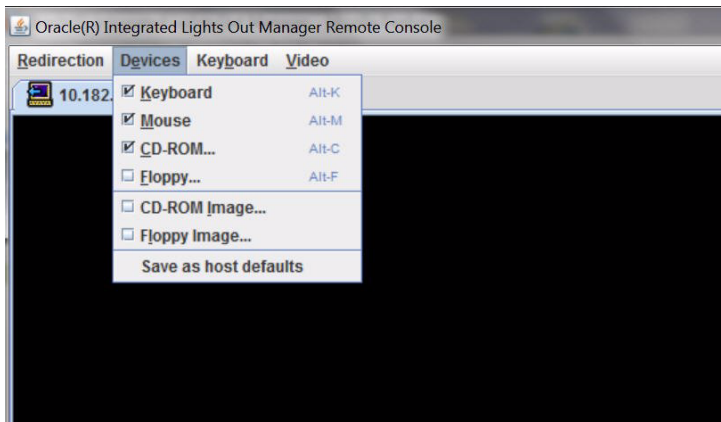 Oracle(R) Integrated Lights Out Manager Remote Console
Redirection Devices Keyboard Video
10.182.
Keyboard Alt-K
Mouse Alt-M
CD-ROM... Alt-C
Floppy... Alt-F
CD-ROM Image...
Floppy Image...
Save as host defaults